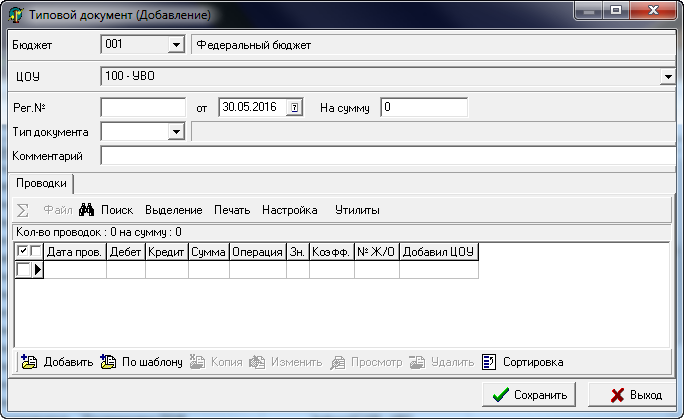 Типовой документ (Добавление)
Бюджет 001 Федеральный бюджет
ЦОУ 100 - УВО
Рег.№ от 30.05.2016 На сумму 0
Тип документа
Комментарий
Проводки
Σ Файл Поиск Выделение Печать Настройка Утилиты
Кол-во проводок : 0 на сумму : 0
Дата пров. Дебет Кредит Сумма Операция Зн. Коэфф. № Ж/О Добавил ЦОУ
Добавить По шаблону Копия Изменить Просмотр Удалить Сортировка
Сохранить Выход